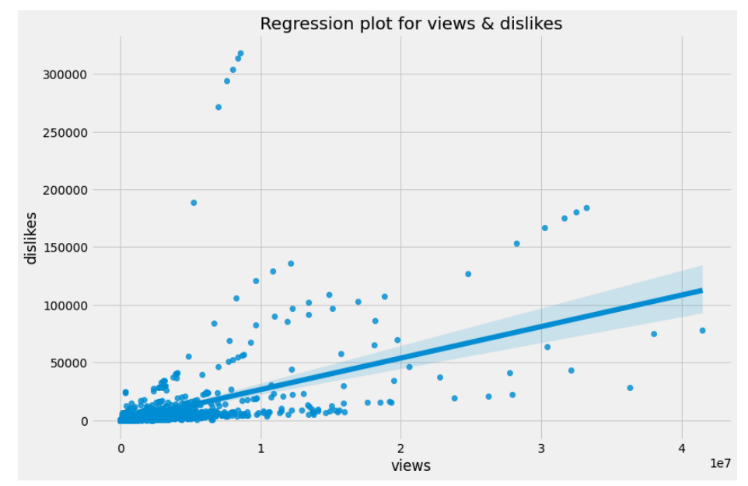 Regression plot for views & dislikes
300000
250000
200000
150000
100000
50000
0
dislikes
0 1 2 3 4
1e7
views